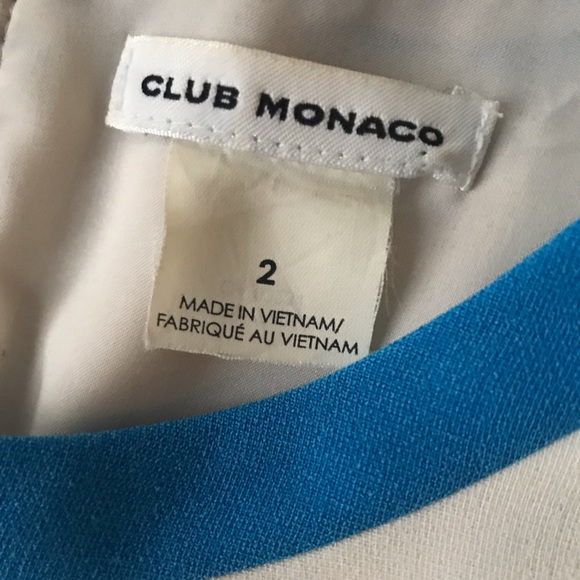 CLUB MONACO
2
MADE IN VIETNAM/
FABRIQUÉ AU VIETNAM